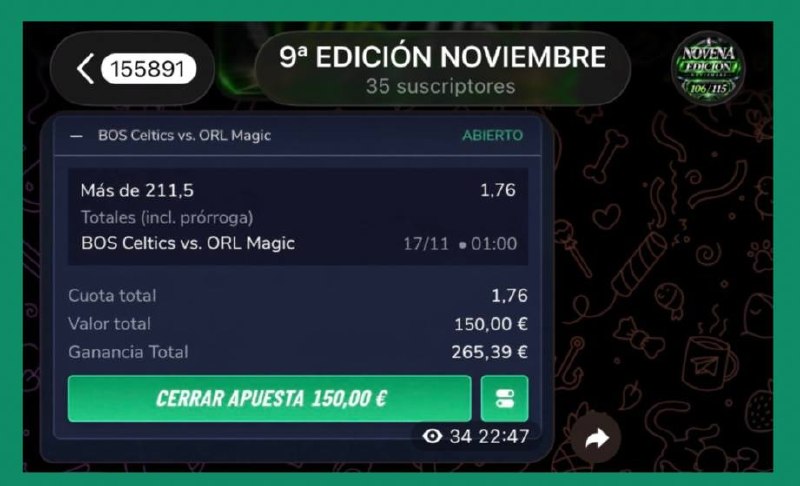 155891
9ª EDICIÓN NOVIEMBRE
35 suscriptores
NOVENA
EDICION
NOVIEMBRE
106/115
— BOS Celtics vs. ORL Magic ABIERTO
Más de 211,5 1,76
Totales (incl. prórroga)
BOS Celtics vs. ORL Magic 17/11 • 01:00
Cuota total 1,76
Valor total 150,00 €
Ganancia Total 265,39 €
CERRAR APUESTA 150,00 €
34 22:47